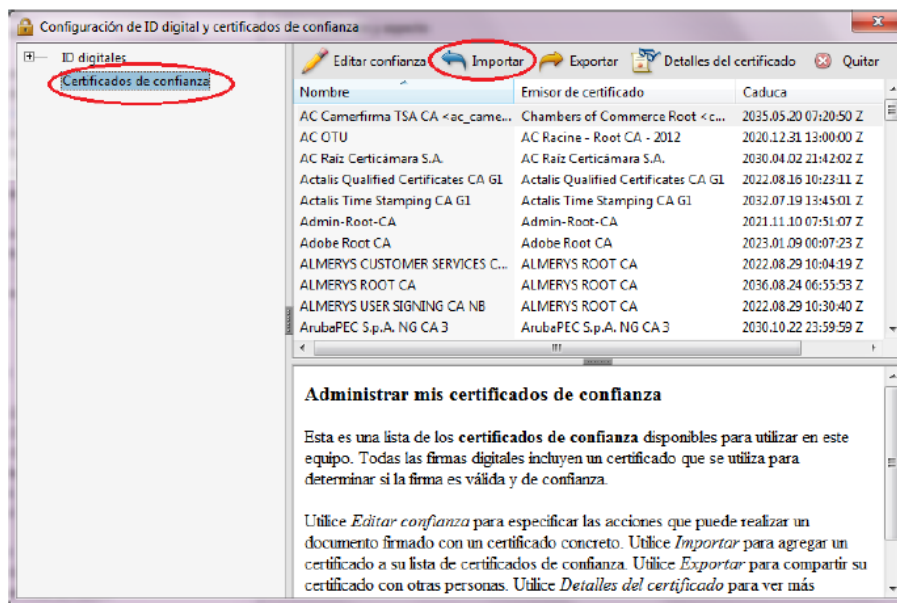 Configuración de ID digital y certificados de confianza
ID digitales
Certificados de confianza
Editar confianza Importar Exportar Detalles del certificado Quitar
Nombre Emisor de certificado Caduca
AC Camerfirma TSA CA <ac_came... Chambers of Commerce Root <c... 2035.05.20 07:20:50 Z
AC OTU AC Racine - Root CA - 2012 2020.12.31 13:00:00 Z
AC Raíz Certicámara S.A. AC Raíz Certicámara S.A. 2030.04.02 21:42:02 Z
Actalis Qualified Certificates CA G1 Actalis Qualified Certificates CA G1 2022.08.16 10:23:11 Z
Actalis Time Stamping CA G1 Actalis Time Stamping CA G1 2032.07.19 13:45:01 Z
Admin-Root-CA Admin-Root-CA 2021.11.10 07:51:07 Z
Adobe Root CA Adobe Root CA 2023.01.09 00:07:23 Z
ALMERYS CUSTOMER SERVICES C... ALMERYS ROOT CA 2022.08.29 10:04:19 Z
ALMERYS ROOT CA ALMERYS ROOT CA 2036.08.24 06:55:53 Z
ALMERYS USER SIGNING CA NB ALMERYS ROOT CA 2022.08.29 10:30:40 Z
ArubaPEC S.p.A. NG CA 3 ArubaPEC S.p.A. NG CA 3 2030.10.22 23:59:59 Z
Administrar mis certificados de confianza
Esta es una lista de los certificados de confianza disponibles para utilizar en este
equipo. Todas las firmas digitales incluyen un certificado que se utiliza para
determinar si la firma es válida y de confianza.
Utilice Editar confianza para especificar las acciones que puede realizar un
documento firmado con un certificado concreto. Utilice Importar para agregar un
certificado a su lista de certificados de confianza. Utilice Exportar para compartir su
certificado con otras personas. Utilice Detalles del certificado para ver más